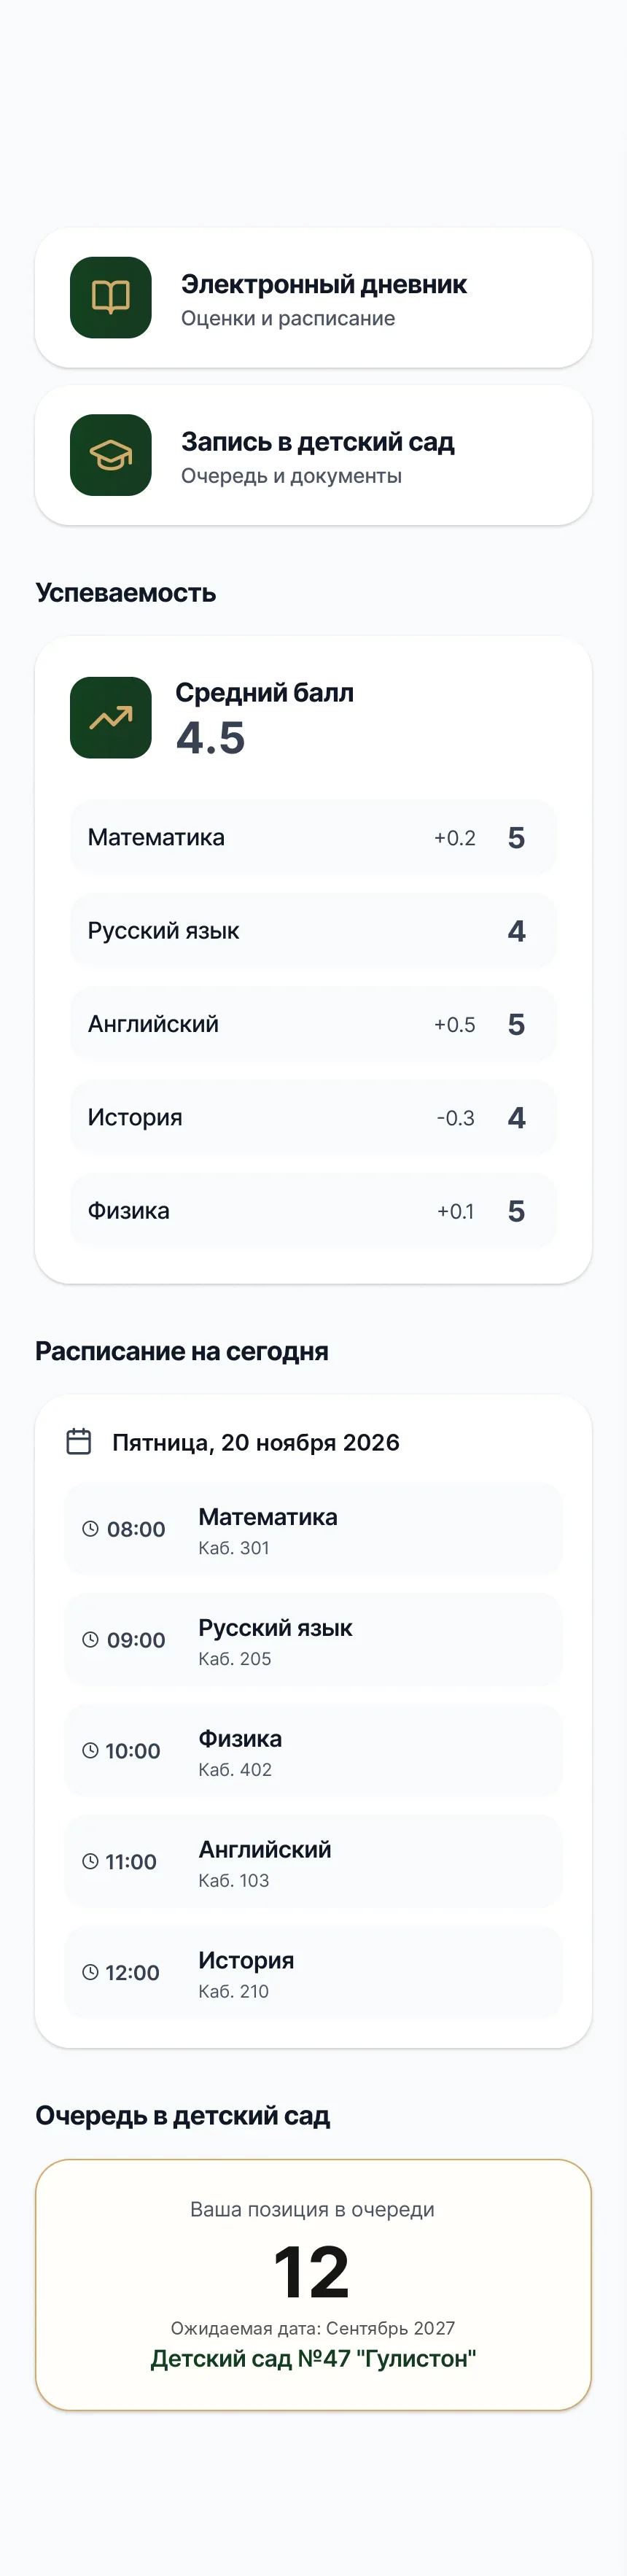 Электронный дневник
Оценки и расписание
Запись в детский сад
Очередь и документы
Успеваемость
Средний балл
4.5
Математика +0.2 5
Русский язык 4
Английский +0.5 5
История -0.3 4
Физика +0.1 5
Расписание на сегодня
Пятница, 20 ноября 2026
08:00 Математика
Каб. 301
09:00 Русский язык
Каб. 205
10:00 Физика
Каб. 402
11:00 Английский
Каб. 103
12:00 История
Каб. 210
Очередь в детский сад
Ваша позиция в очереди
12
Ожидаемая дата: Сентябрь 2027
Детский сад №47 "Гулистон"